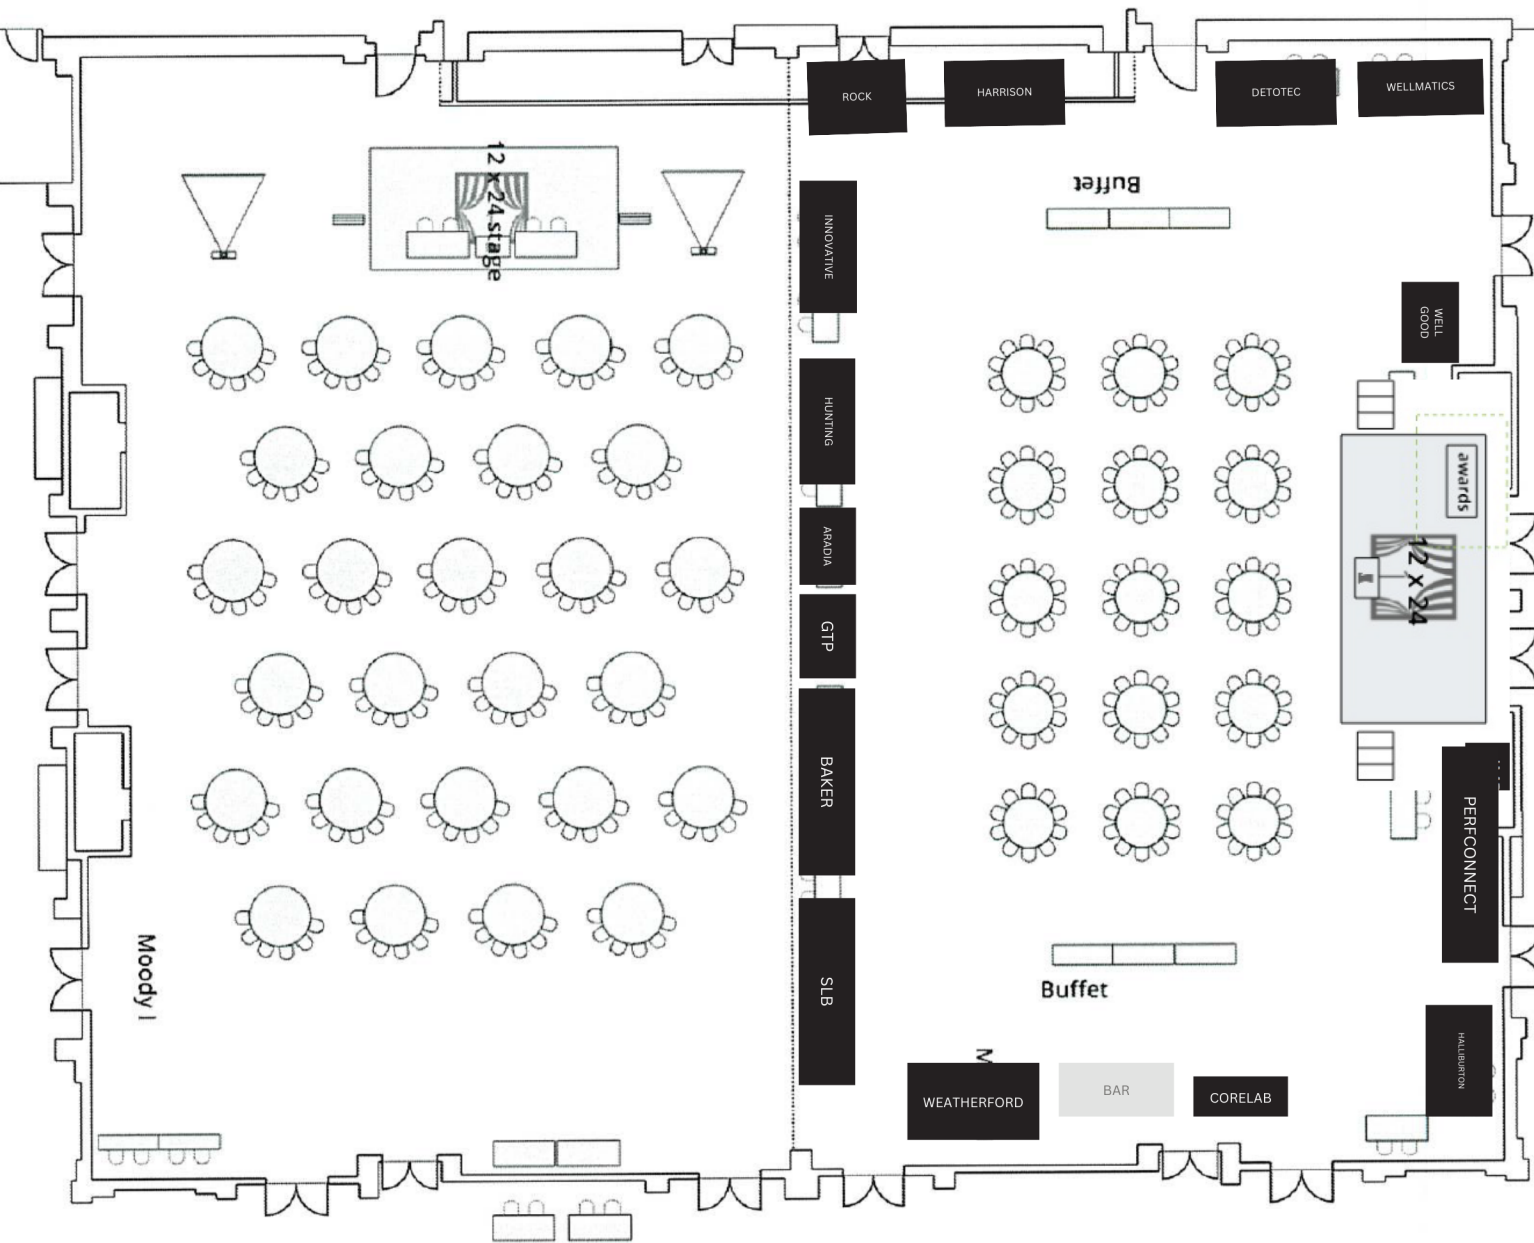 ROCK
HARRISON
DETOTEC
WELLMATICS
12 x 24 stage
Buffet
INNOVATIVE
WELL
GOOD
HUNTING
awards
ARADIA
12 x 24
GTP
BAKER
PERFCONNECT
Moody I
SLB
Buffet
M
WEATHERFORD
BAR
CORELAB
HALLIBURTON